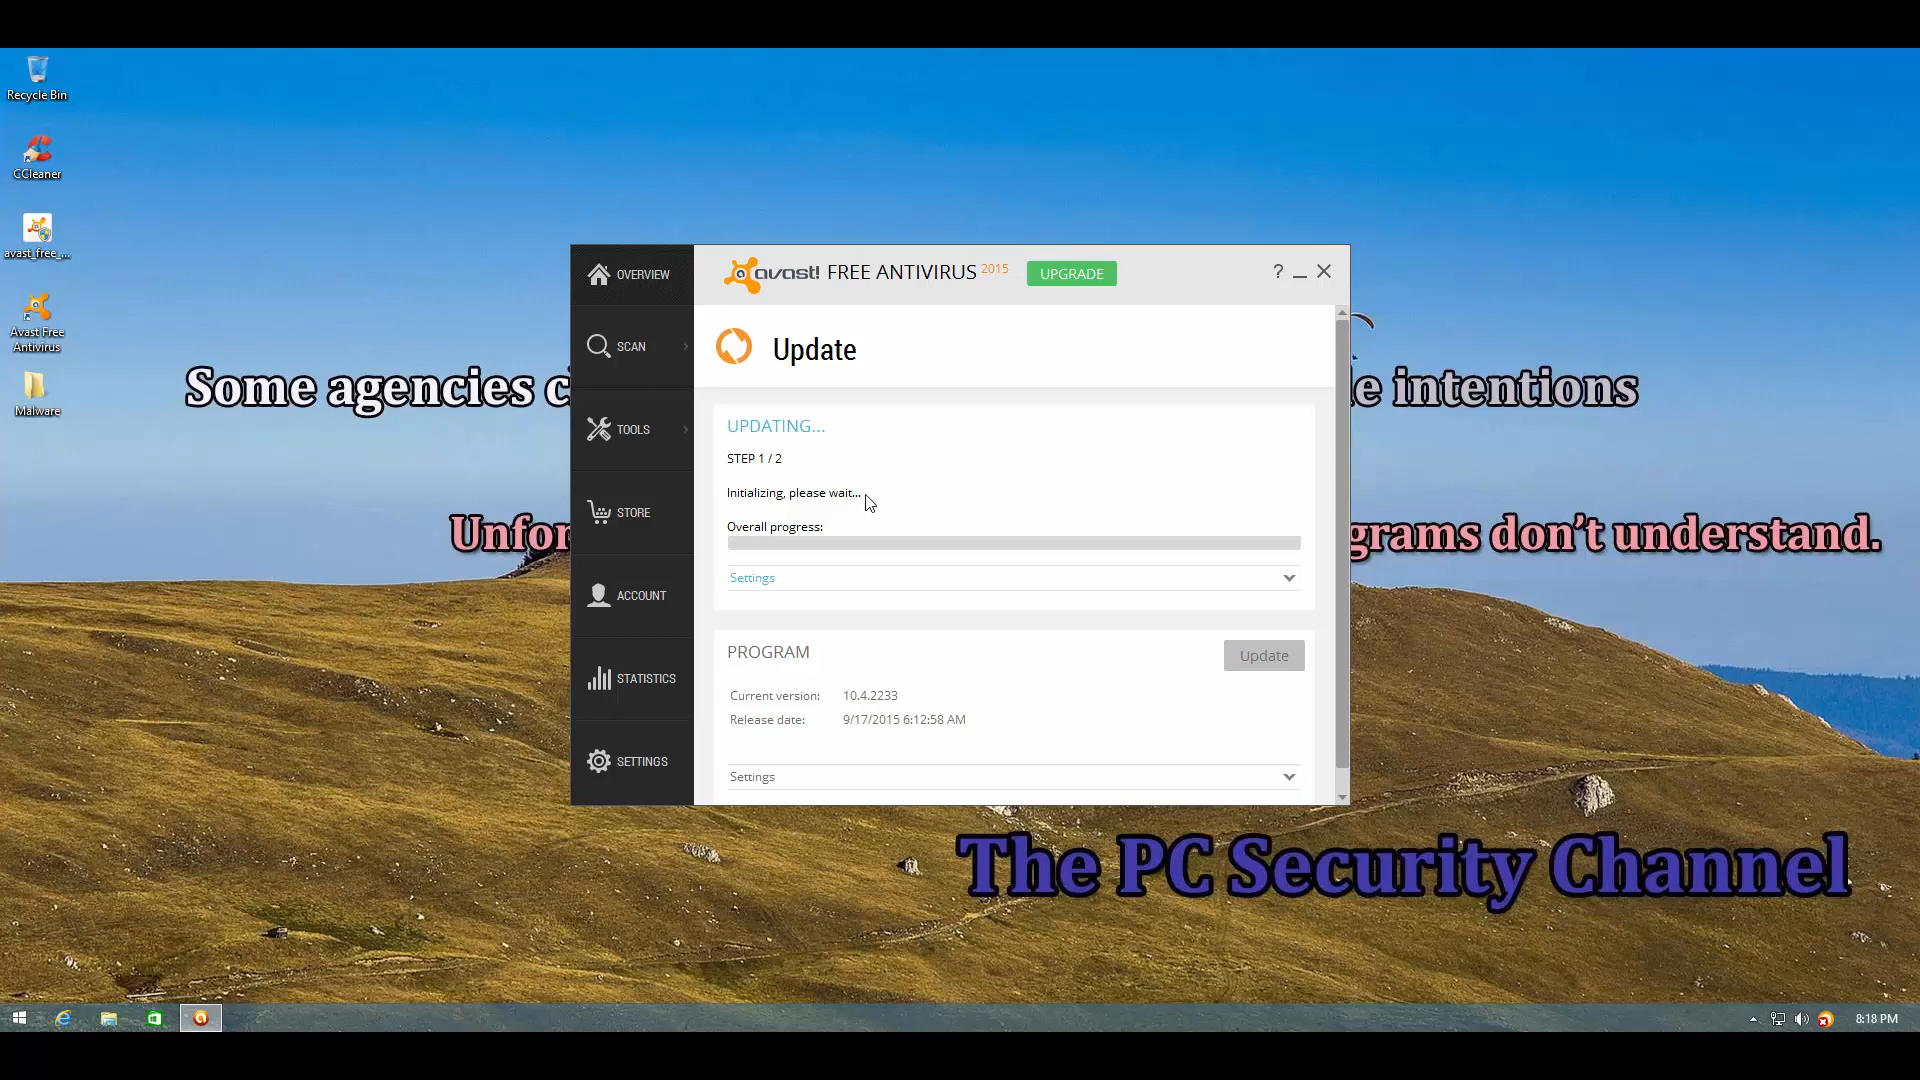 Recycle Bin
CCleaner
avast_free_...
Avast Free
Antivirus
Malware
Some agencies c
e intentions
Unfor
grams don't understand.
The PC Security Channel
OVERVIEW
SCAN
TOOLS
STORE
ACCOUNT
STATISTICS
SETTINGS
avast! FREE ANTIVIRUS 2015
UPGRADE
?
Update
UPDATING...
STEP 1 / 2
Initializing, please wait...
Overall progress:
Settings
PROGRAM
Update
Current version: 10.4.2233
Release date: 9/17/2015 6:12:58 AM
Settings
8:18 PM